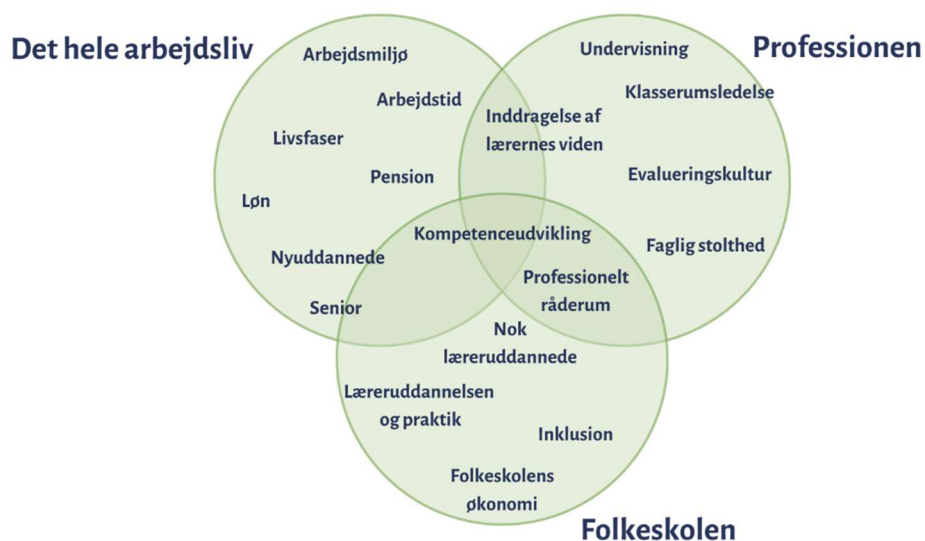 Det hele arbejdsliv
Professionen
Arbejdsmiljø
Undervisning
Arbejdstid
Klasserumsledelse
Inddragelse af
lærernes viden
Livsfaser
Pension
Evalueringskultur
Løn
Kompetenceudvikling
Faglig stolthed
Nyuddannede
Professionelt
råderum
Senior
Nok
læreruddannede
Læreruddannelsen
og praktik
Inklusion
Folkeskolens
økonomi
Folkeskolen